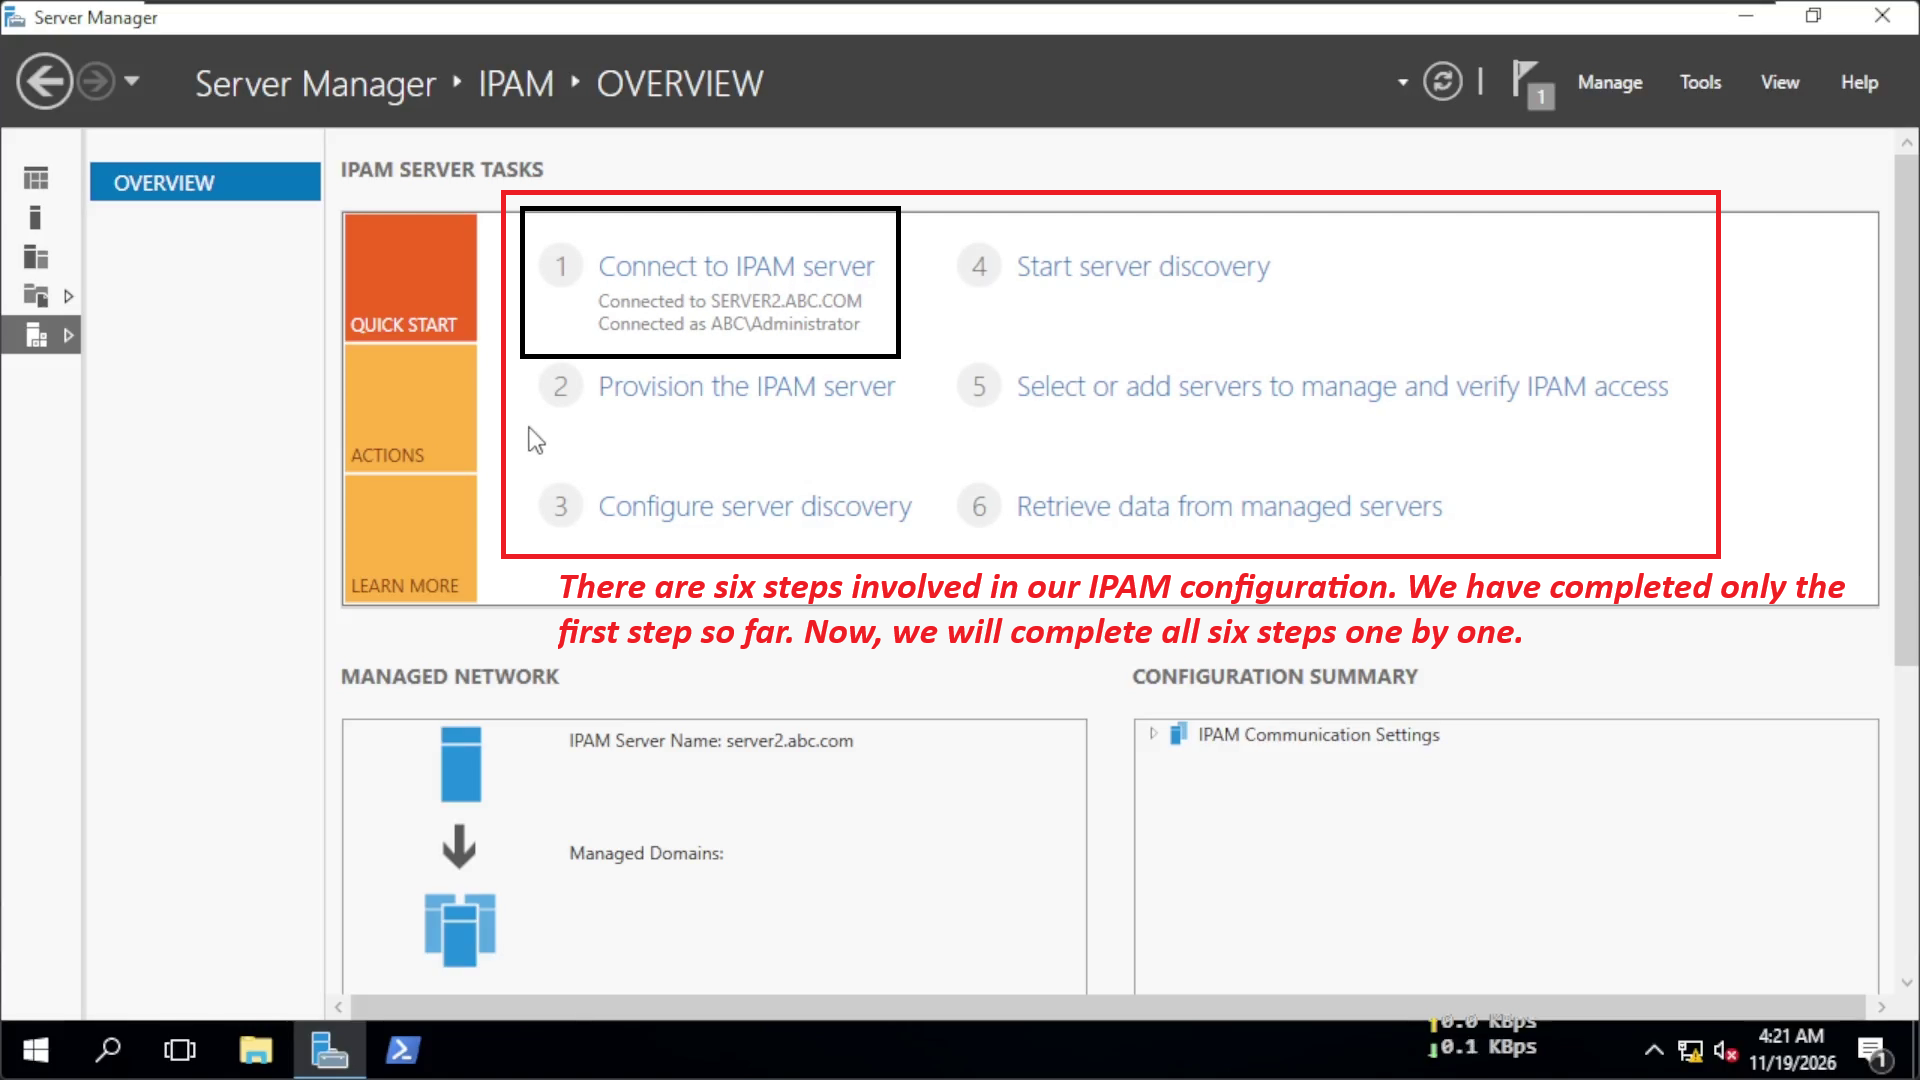 Server Manager
Server Manager IPAM OVERVIEW
1 Manage Tools View Help
OVERVIEW
IPAM SERVER TASKS
QUICK START
ACTIONS
LEARN MORE
1 Connect to IPAM server
Connected to SERVER2.ABC.COM
Connected as ABC\Administrator
2 Provision the IPAM server
3 Configure server discovery
4 Start server discovery
5 Select or add servers to manage and verify IPAM access
6 Retrieve data from managed servers
There are six steps involved in our IPAM configuration. We have completed only the
first step so far. Now, we will complete all six steps one by one.
MANAGED NETWORK
IPAM Server Name: server2.abc.com
Managed Domains:
CONFIGURATION SUMMARY
IPAM Communication Settings
0.0 KBps
0.1 KBps
4:21 AM
11/19/2026
1